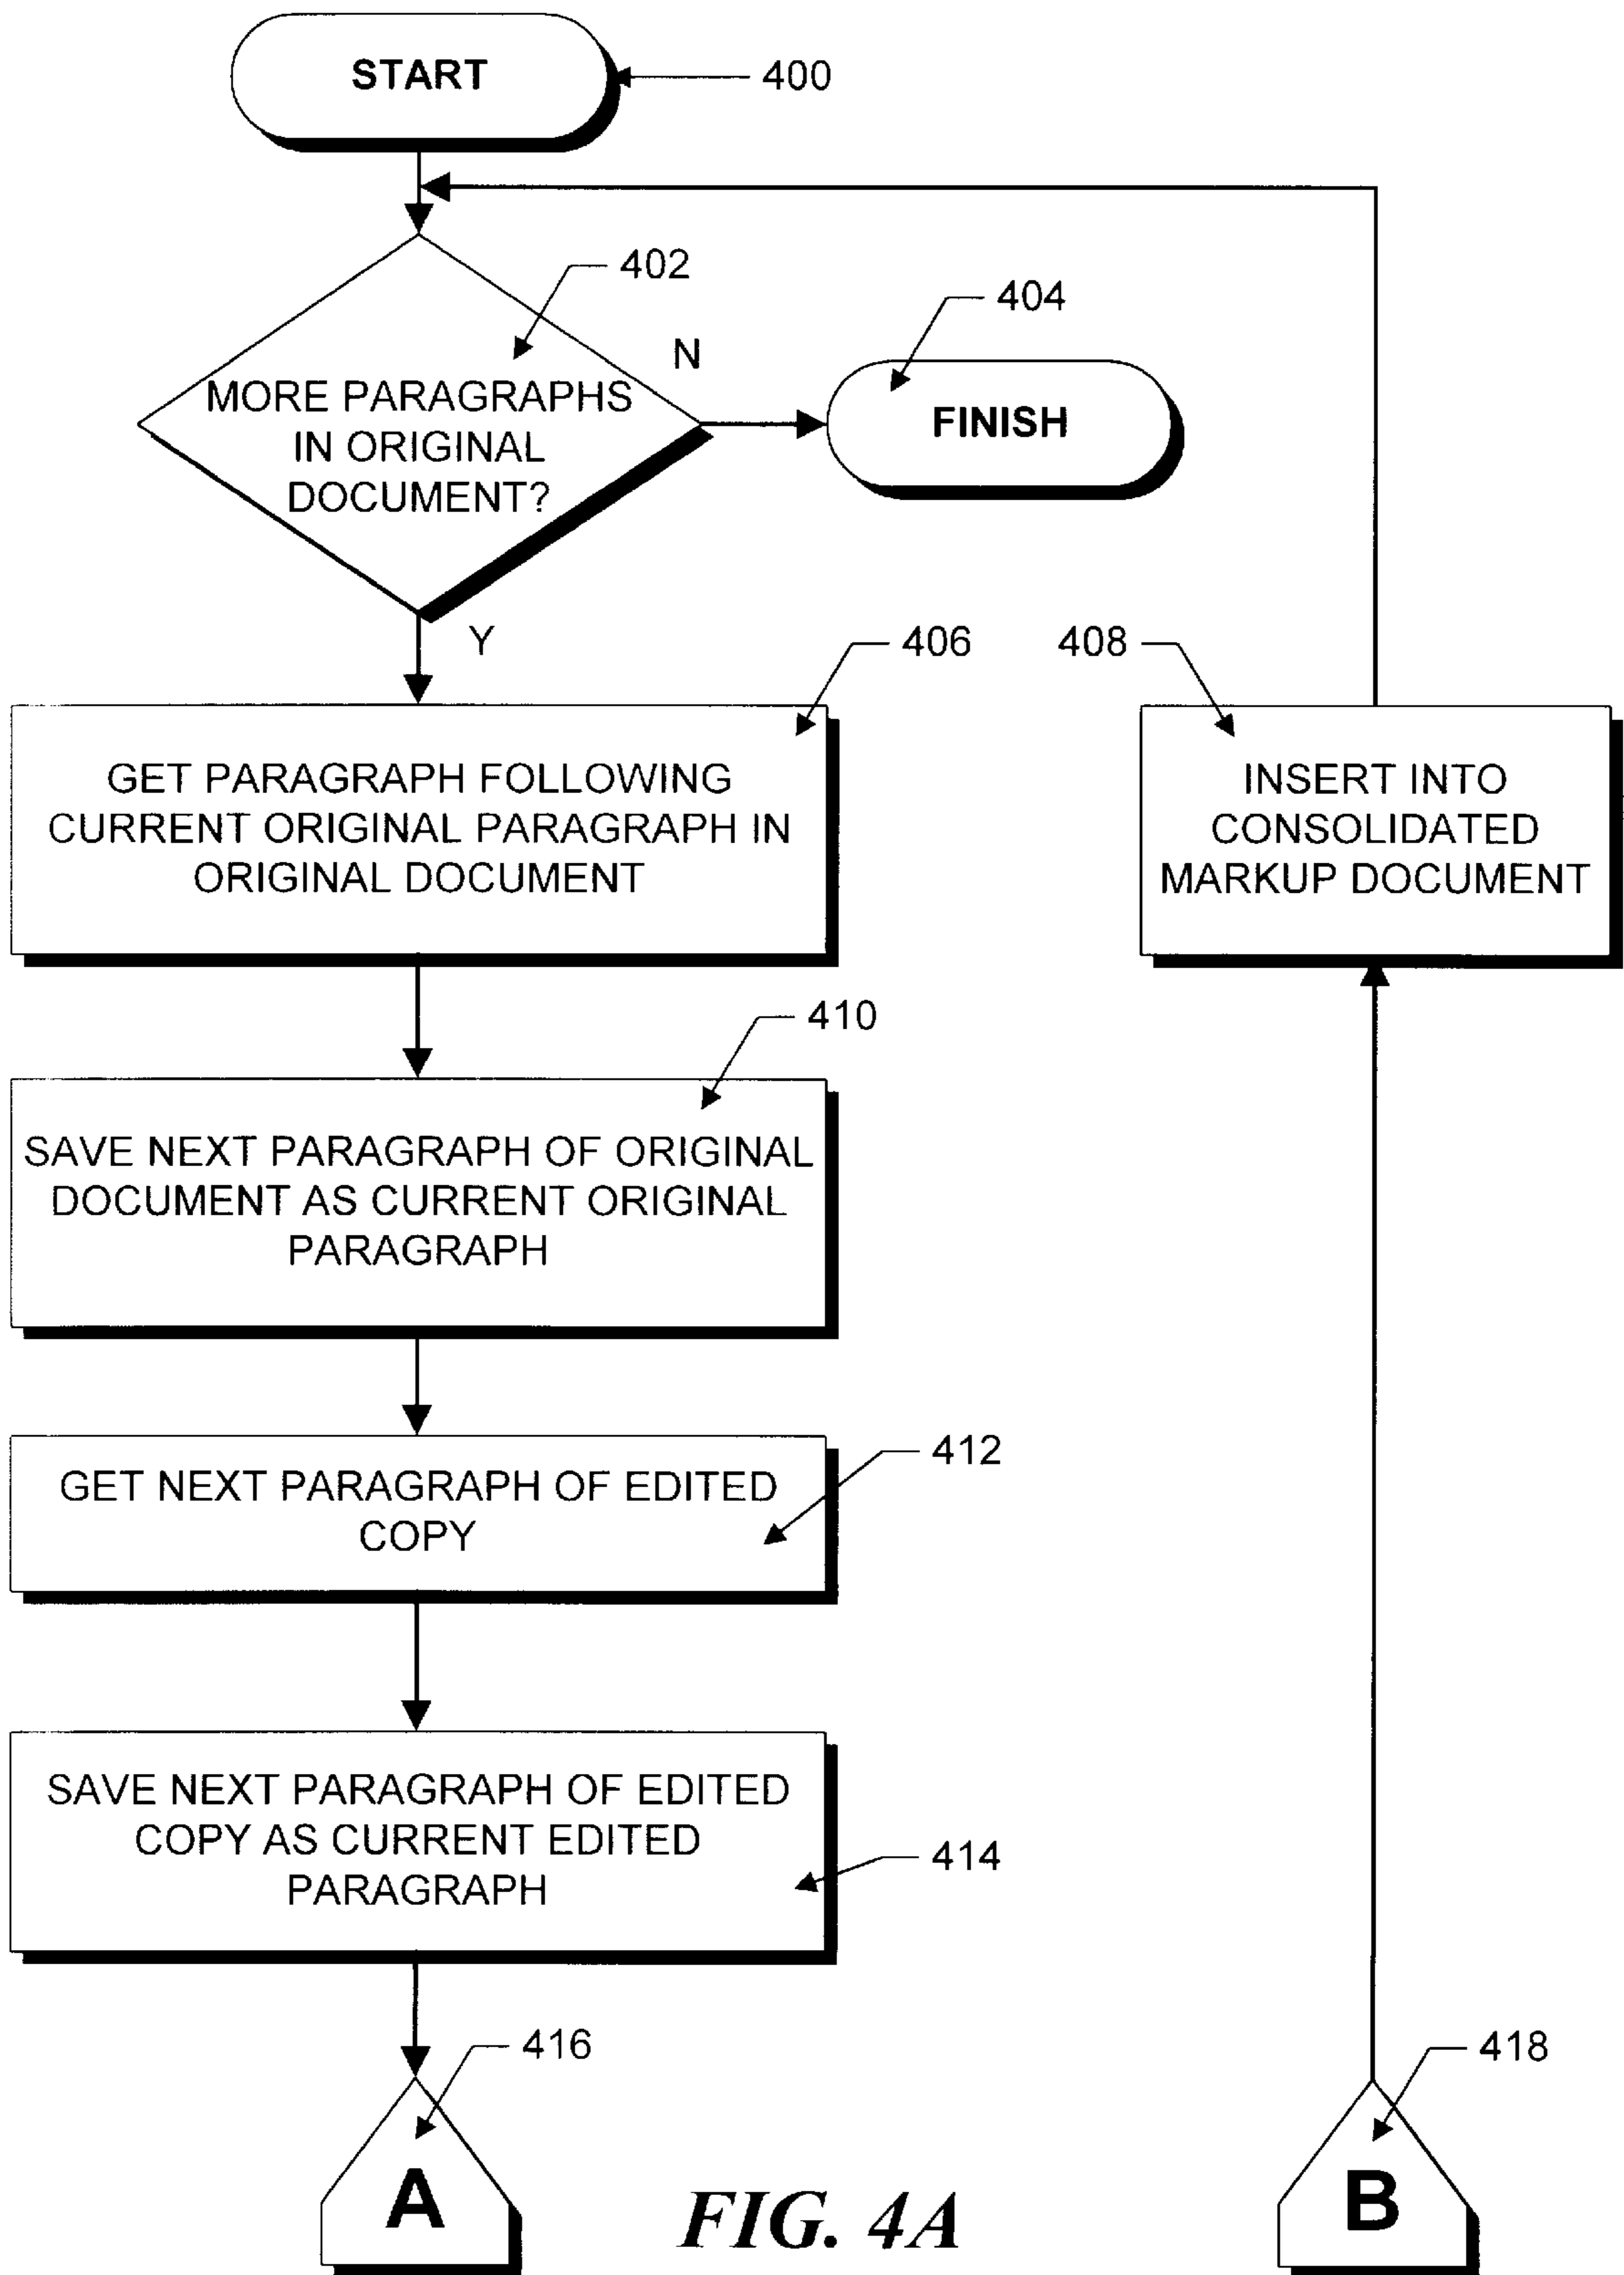 START
400
402
404
N
MORE PARAGRAPHS
IN ORIGINAL
DOCUMENT?
FINISH
Y
406
408
GET PARAGRAPH FOLLOWING
CURRENT ORIGINAL PARAGRAPH IN
ORIGINAL DOCUMENT
INSERT INTO
CONSOLIDATED
MARKUP DOCUMENT
410
SAVE NEXT PARAGRAPH OF ORIGINAL
DOCUMENT AS CURRENT ORIGINAL
PARAGRAPH
412
GET NEXT PARAGRAPH OF EDITED
COPY
SAVE NEXT PARAGRAPH OF EDITED
COPY AS CURRENT EDITED
PARAGRAPH
414
416
418
A
B
FIG. 4A